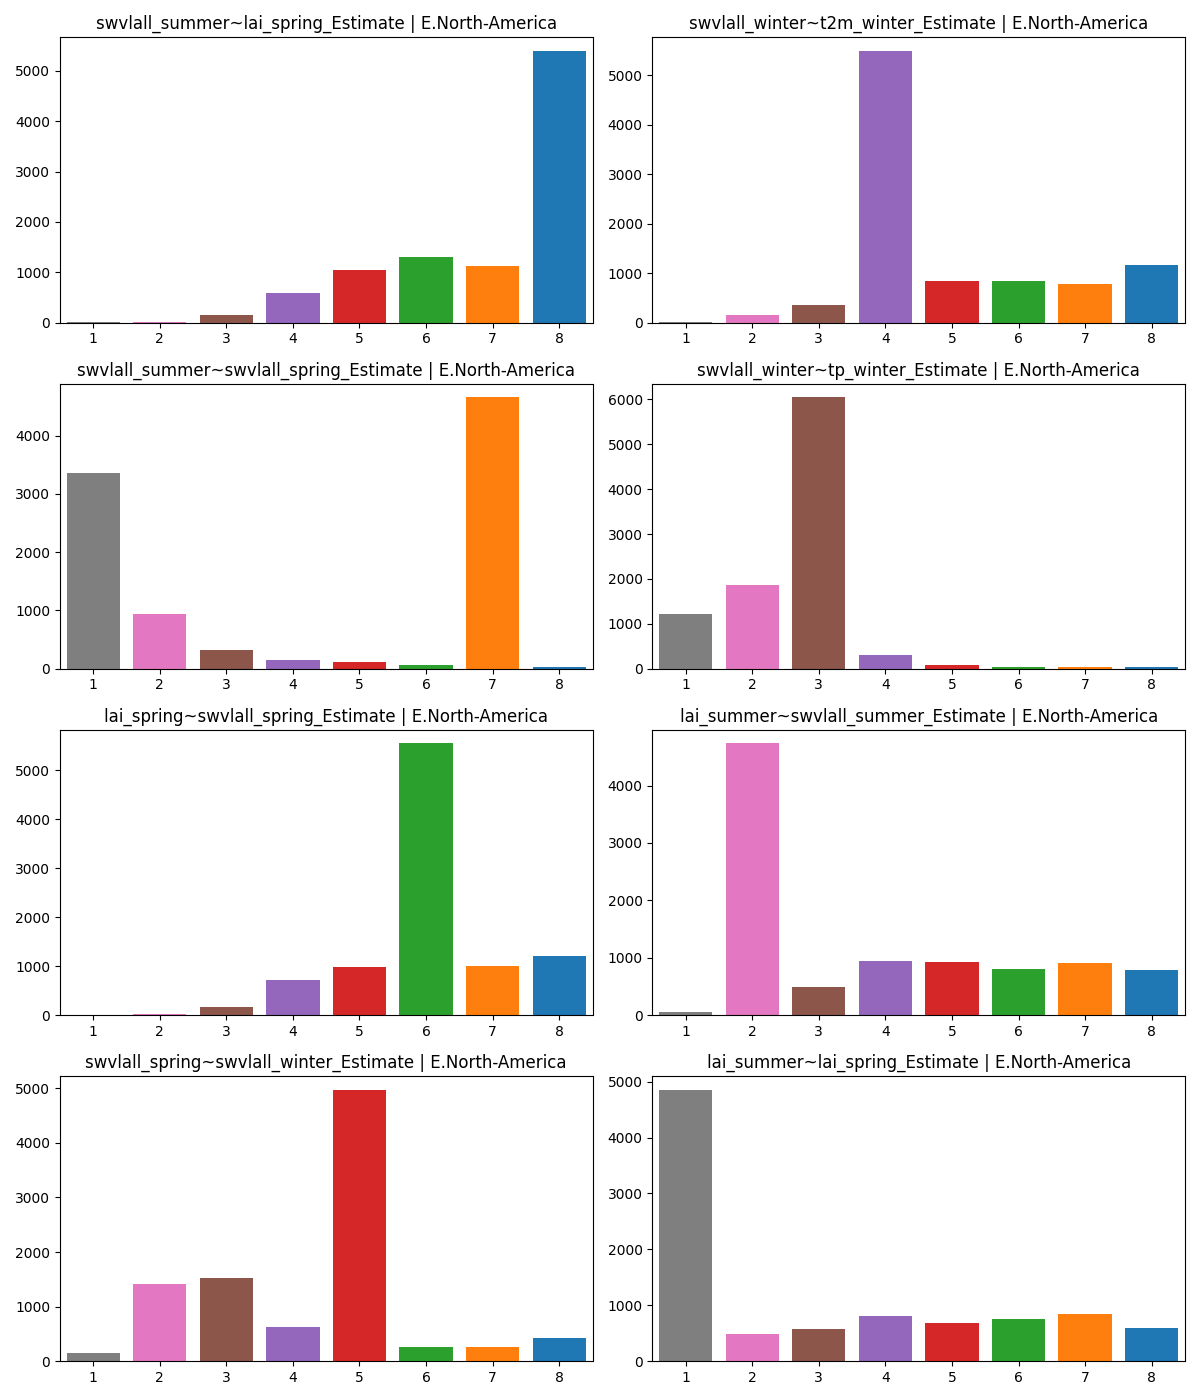 swvlall_summer~lai_spring_Estimate | E.North-America
5000
4000
3000
2000
1000
0
1 2 3 4 5 6 7 8
swvlall_winter~t2m_winter_Estimate | E.North-America
5000
4000
3000
2000
1000
0
1 2 3 4 5 6 7 8
swvlall_summer~swvlall_spring_Estimate | E.North-America
4000
3000
2000
1000
0
1 2 3 4 5 6 7 8
swvlall_winter~tp_winter_Estimate | E.North-America
6000
5000
4000
3000
2000
1000
0
1 2 3 4 5 6 7 8
lai_spring~swvlall_spring_Estimate | E.North-America
5000
4000
3000
2000
1000
0
1 2 3 4 5 6 7 8
lai_summer~swvlall_summer_Estimate | E.North-America
4000
3000
2000
1000
0
1 2 3 4 5 6 7 8
swvlall_spring~swvlall_winter_Estimate | E.North-America
5000
4000
3000
2000
1000
0
1 2 3 4 5 6 7 8
lai_summer~lai_spring_Estimate | E.North-America
5000
4000
3000
2000
1000
0
1 2 3 4 5 6 7 8